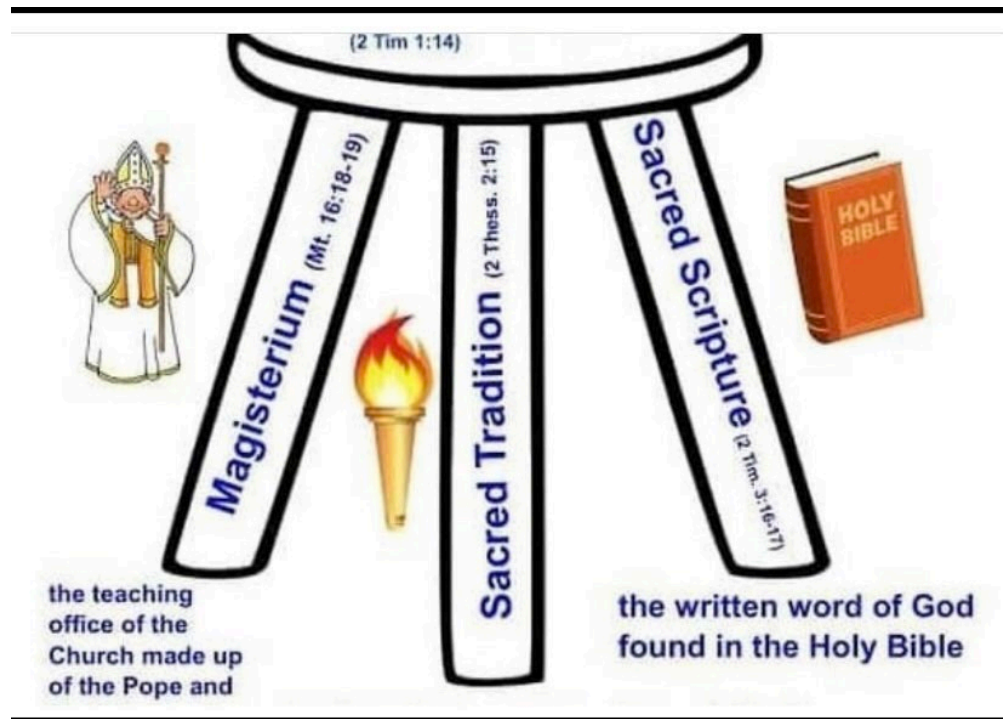 (2 Tim 1:14)
Magisterium (Mt. 16:18-19)
Sacred Tradition (2 Thess. 2:15)
Sacred Scripture (2 Tim. 3:16-17)
HOLY
BIBLE
the teaching
office of the
Church made up
of the Pope and
the written word of God
found in the Holy Bible